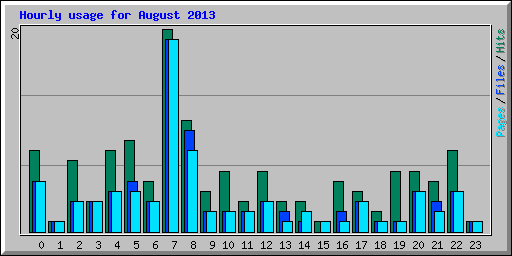 Hourly usage for August 2013
20
Pages / Files / Hits
0 1 2 3 4 5 6 7 8 9 10 11 12 13 14 15 16 17 18 19 20 21 22 23